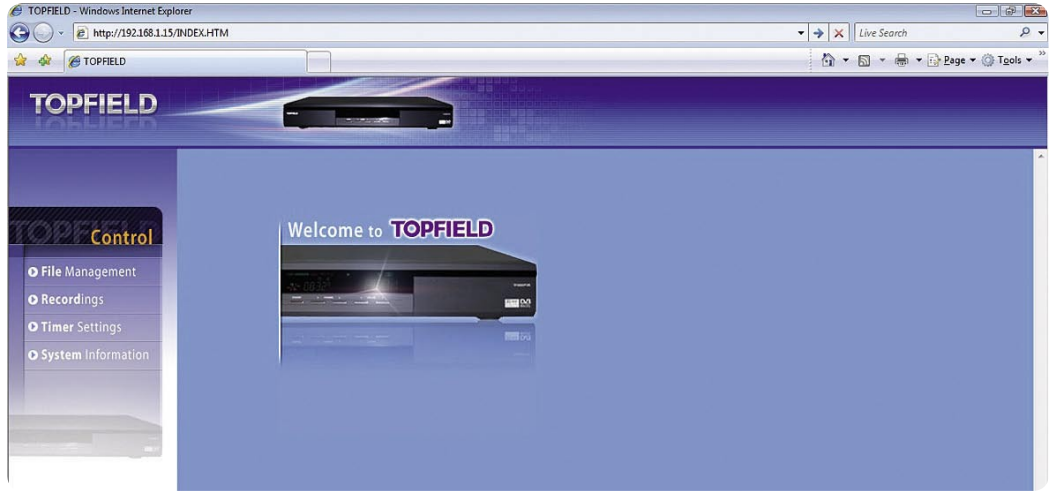 TOPFIELD - Windows Internet Explorer
http://192.168.1.15/INDEX.HTM
Live Search
TOPFIELD
Page
Tools
TOPFIELD
TOPFIELD
Control
File Management
Recordings
Timer Settings
System Information
Welcome to TOPFIELD